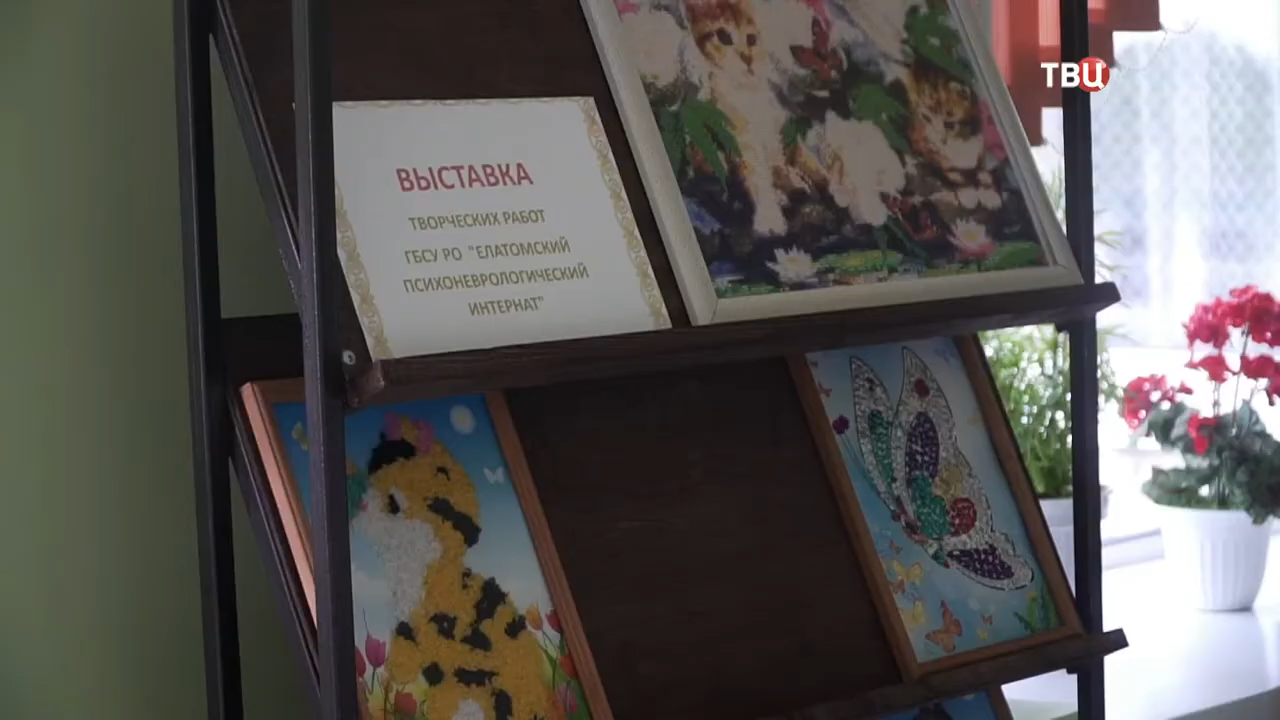 ТВЦ
ВЫСТАВКА
ТВОРЧЕСКИХ РАБОТ
ГБСУ РО "ЕЛАТОМСКИЙ
ПСИХОНЕВРОЛОГИЧЕСКИЙ
ИНТЕРНАТ"